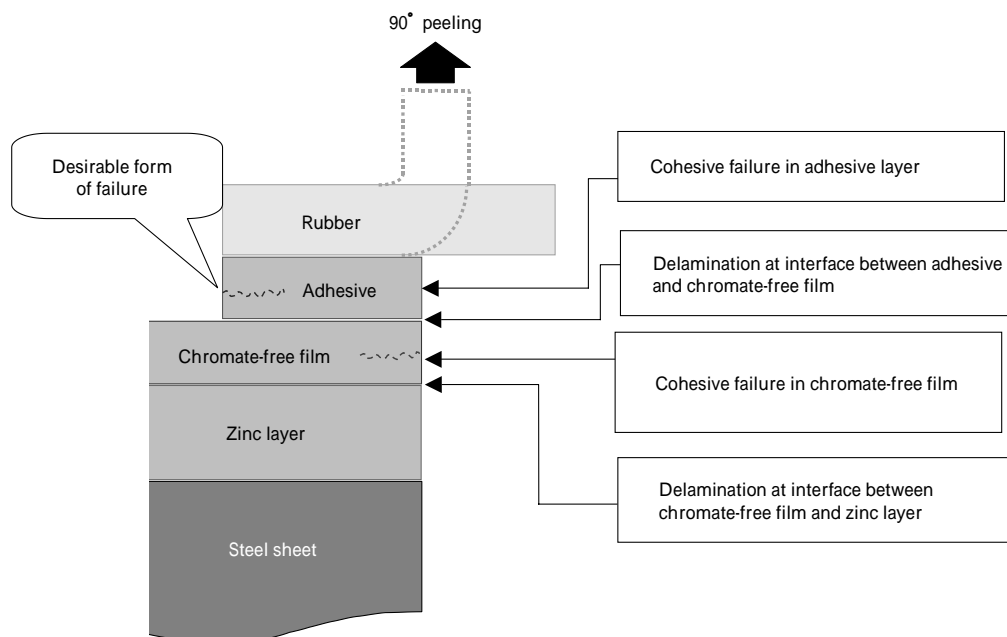 90° peeling
Desirable form
of failure
Cohesive failure in adhesive layer
Rubber
Delamination at interface between adhesive
and chromate-free film
Adhesive
Chromate-free film
Cohesive failure in chromate-free film
Zinc layer
Delamination at interface between
chromate-free film and zinc layer
Steel sheet